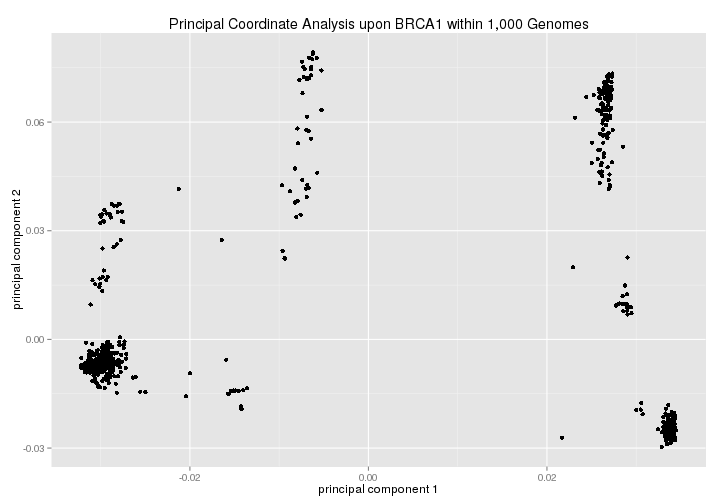 Principal Coordinate Analysis upon BRCA1 within 1,000 Genomes
principal component 2
0.06
0.03
0.00
-0.03
-0.02
0.00
0.02
principal component 1